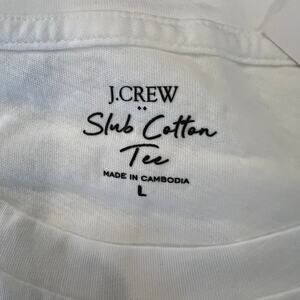 J.CREW
Slub Cotton
Tee
MADE IN CAMBODIA
L